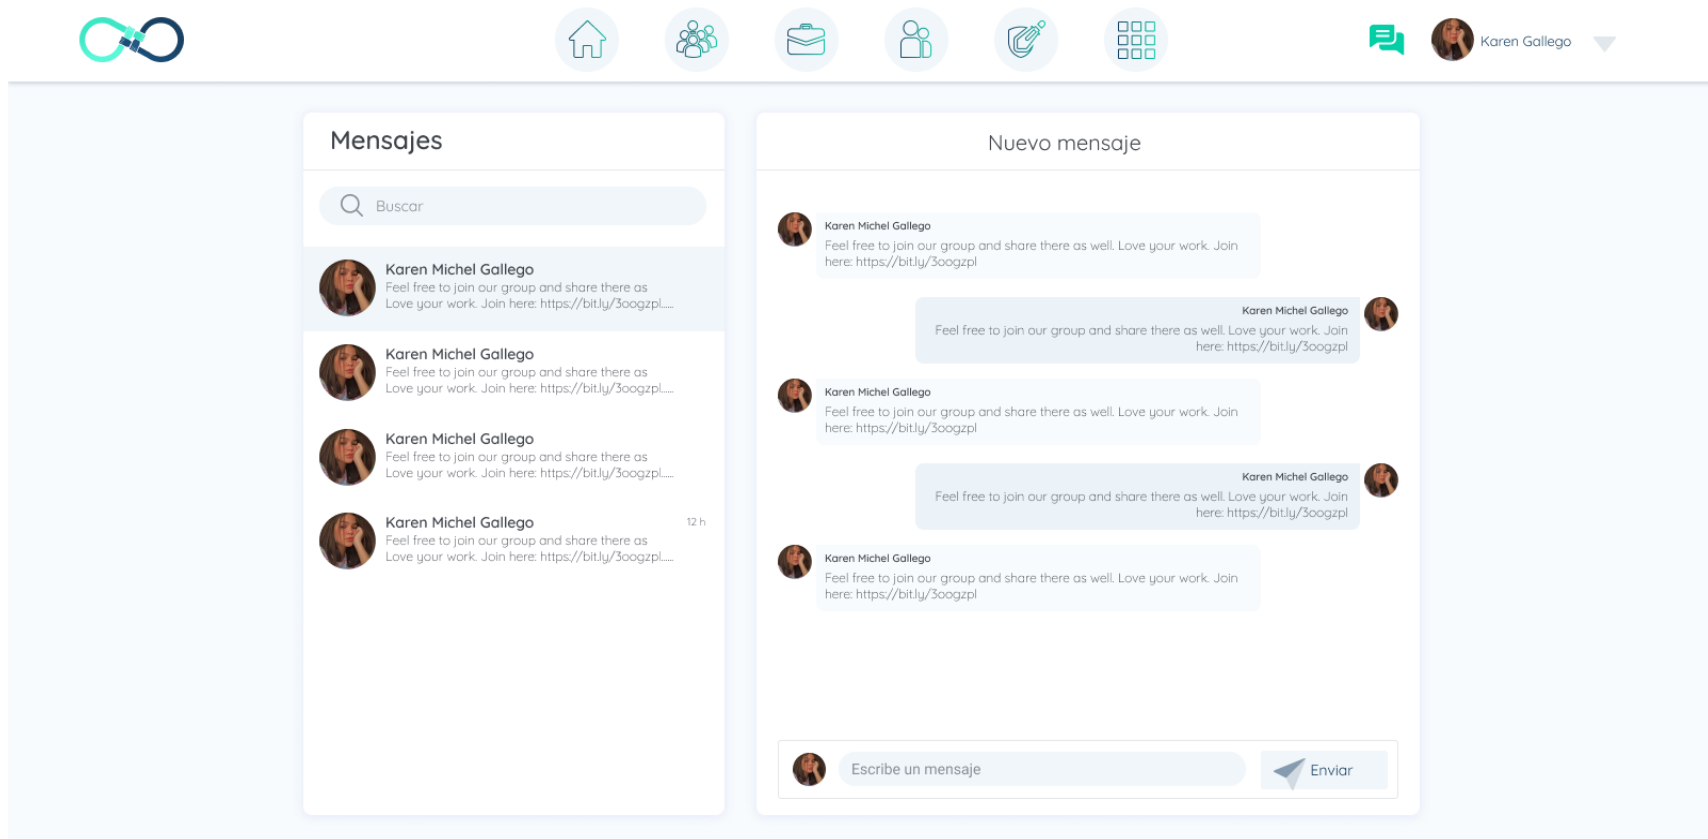 Karen Gallego
Mensajes
Buscar
Karen Michel Gallego
Feel free to join our group and share there as
Love your work. Join here: https://bit.ly/3oogzpl......
Karen Michel Gallego
Feel free to join our group and share there as
Love your work. Join here: https://bit.ly/3oogzpl......
Karen Michel Gallego
Feel free to join our group and share there as
Love your work. Join here: https://bit.ly/3oogzpl......
Karen Michel Gallego
12 h
Feel free to join our group and share there as
Love your work. Join here: https://bit.ly/3oogzpl......
Nuevo mensaje
Karen Michel Gallego
Feel free to join our group and share there as well. Love your work. Join
here: https://bit.ly/3oogzpl
Karen Michel Gallego
Feel free to join our group and share there as well. Love your work. Join
here: https://bit.ly/3oogzpl
Karen Michel Gallego
Feel free to join our group and share there as well. Love your work. Join
here: https://bit.ly/3oogzpl
Karen Michel Gallego
Feel free to join our group and share there as well. Love your work. Join
here: https://bit.ly/3oogzpl
Karen Michel Gallego
Feel free to join our group and share there as well. Love your work. Join
here: https://bit.ly/3oogzpl
Escribe un mensaje
Enviar